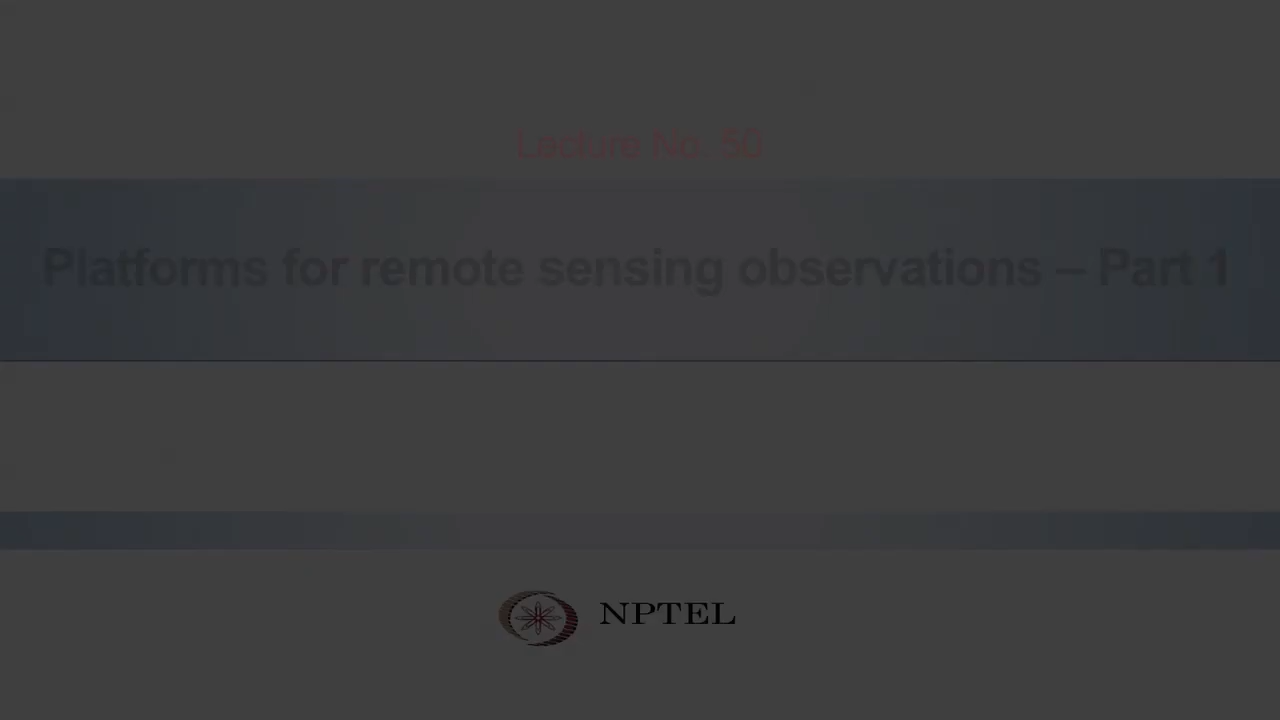 Lecture No. 50
Platforms for remote sensing observations – Part 1
NPTEL